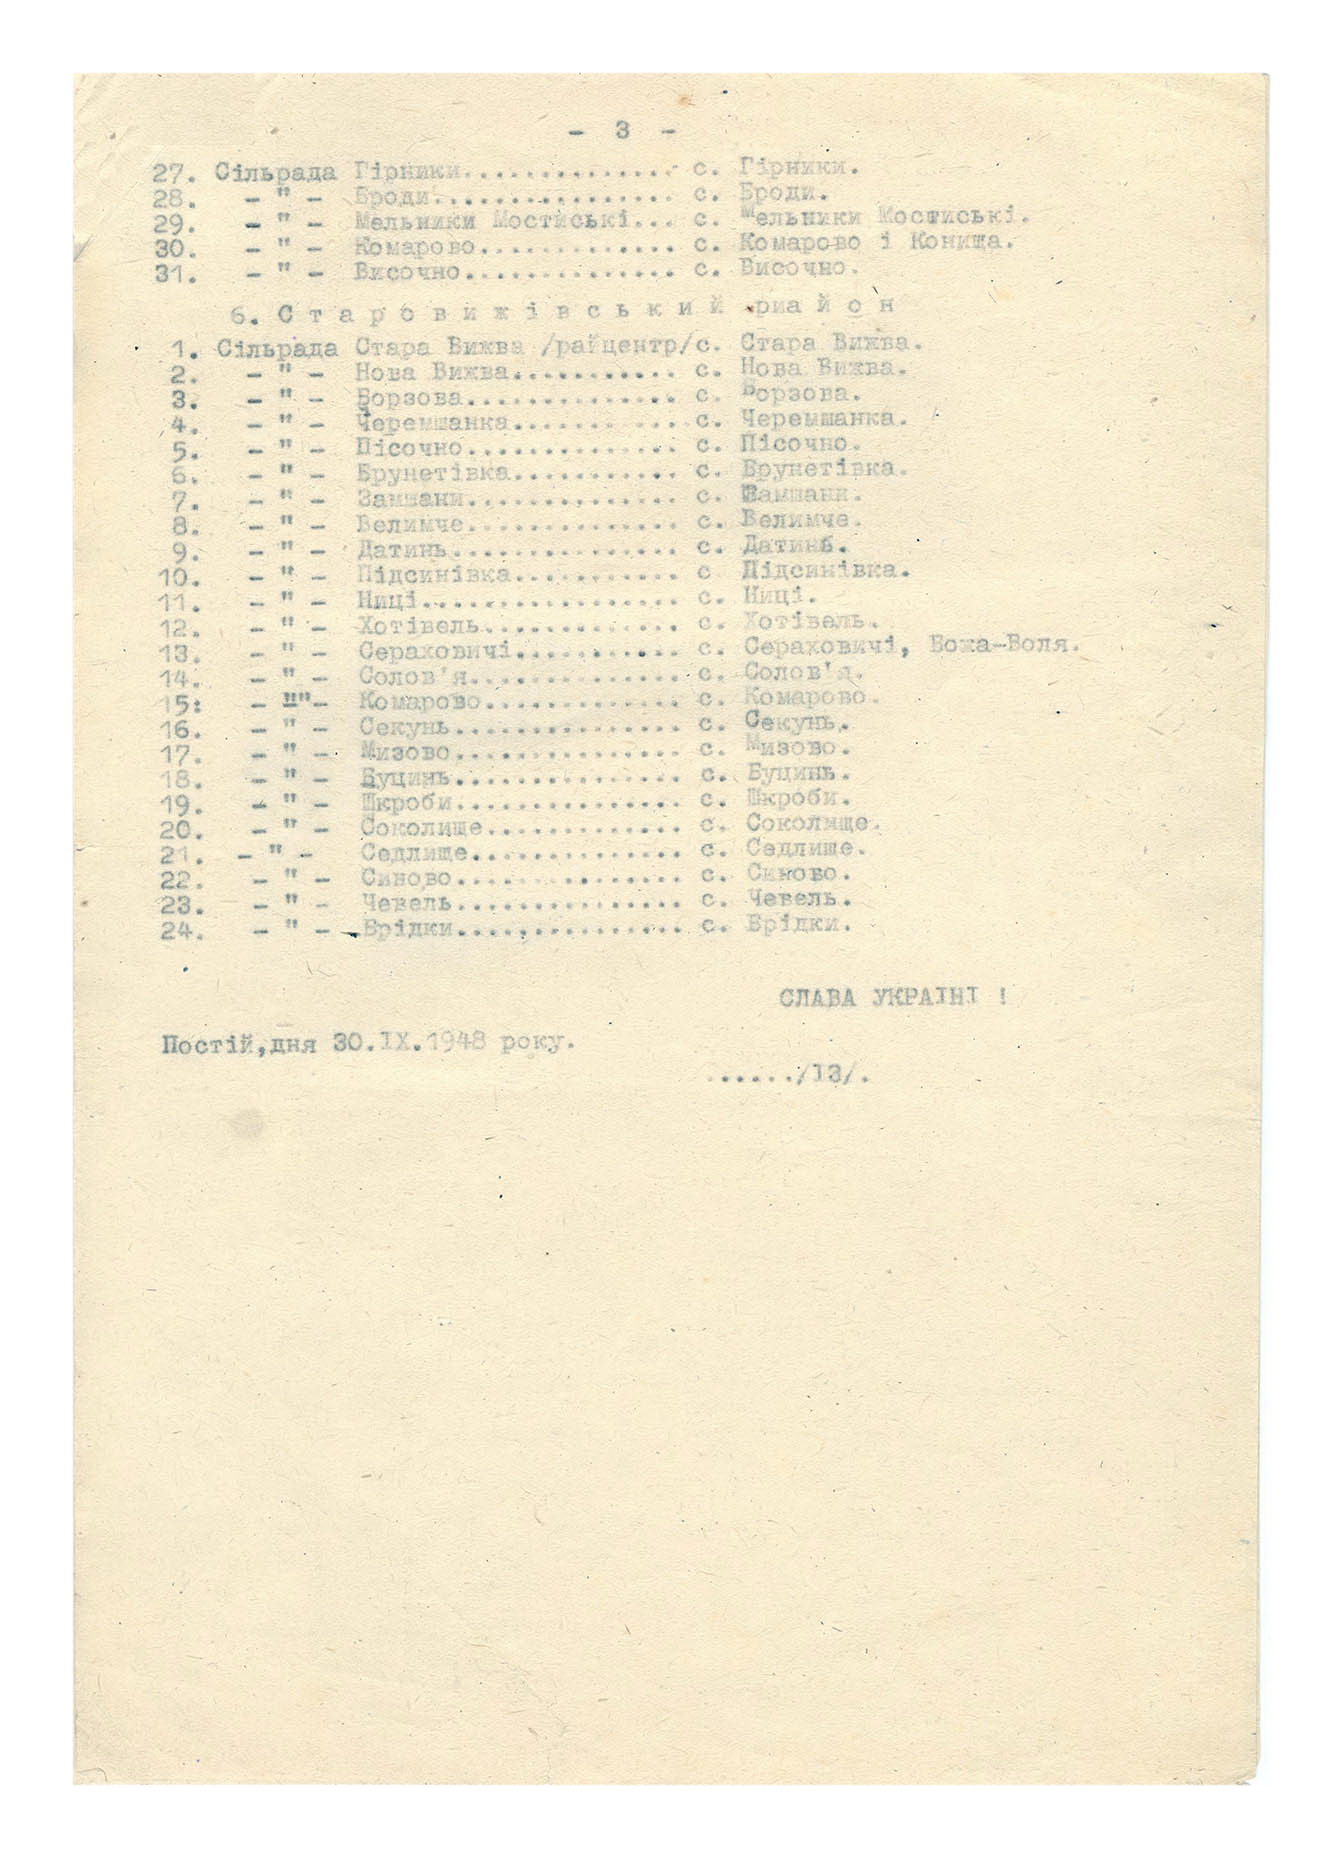 - 3 -
27. Сільрада Гірники.............. с. Гірники.
28. - " - Броди................ с. Броди.
29. - " - Мельники Мостиські... с. Мельники Мостиські.
30. - " - Комарово............. с. Комарово і Конища.
31. - " - Височно.............. с. Височно.
6. С т а р о в и ж і в с ь к и й риа й о н
1. Сільрада Стара Вижва /райцентр/с. Стара Вижва.
2. - " - Нова Вижва........... с. Нова Вижва.
3. - " - Борзова.............. с. Борзова.
4. - " - Черемшанка........... с. Черемшанка.
5. - " - Пісочно.............. с. Пісочно.
6. - " - Брунетівка........... с. Брунетівка.
7. - " - Замшани.............. с. Замшани.
8. - " - Велимче.............. с. Велимче.
9. - " - Датинь............... с. Датинь.
10. - " - Підсинівка........... с Підсинівка.
11. - " - Ниці................. с. Ниці.
12. - " - Хотівель............. с. Хотівель.
13. - " - Сераховичі........... с. Сераховичі, Божа-Воля.
14. - " - Солов'я.............. с. Солов'я.
15: - ""- Комарово............. с. Комарово.
16. - " - Секунь............... с. Секунь.
17. - " - Мизово............... с. Мизово.
18. - " - Буцинь............... с. Буцинь.
19. - " - Шкроби............... с. Шкроби.
20. - " - Соколище............. с. Соколище.
21. - " - Седлище.............. с. Седлище.
22. - " - Синово............... с. Синово.
23. - " - Чевель............... с. Чевель.
24. - " - Брідки............... с. Брідки.
СЛАВА УКРАЇНІ !
Постій,дня 30.IX.1948 року.
....../13/.